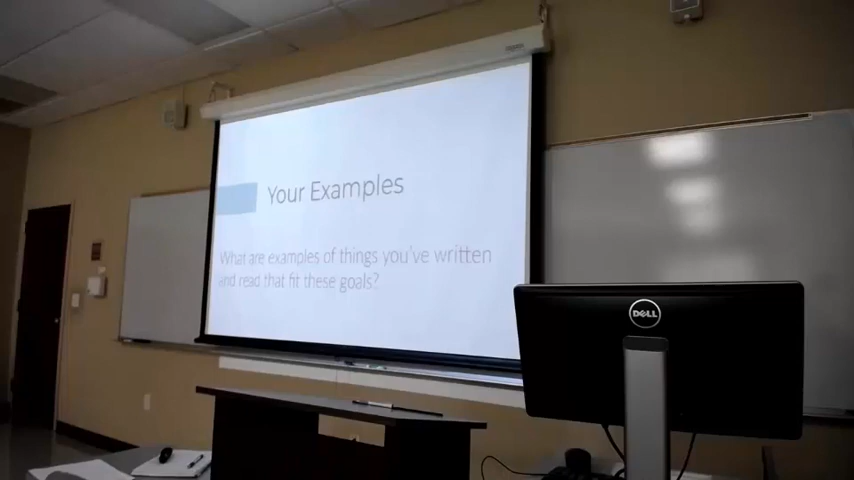 Your Examples
What are examples of things you've written
and read that fit these goals?
DELL